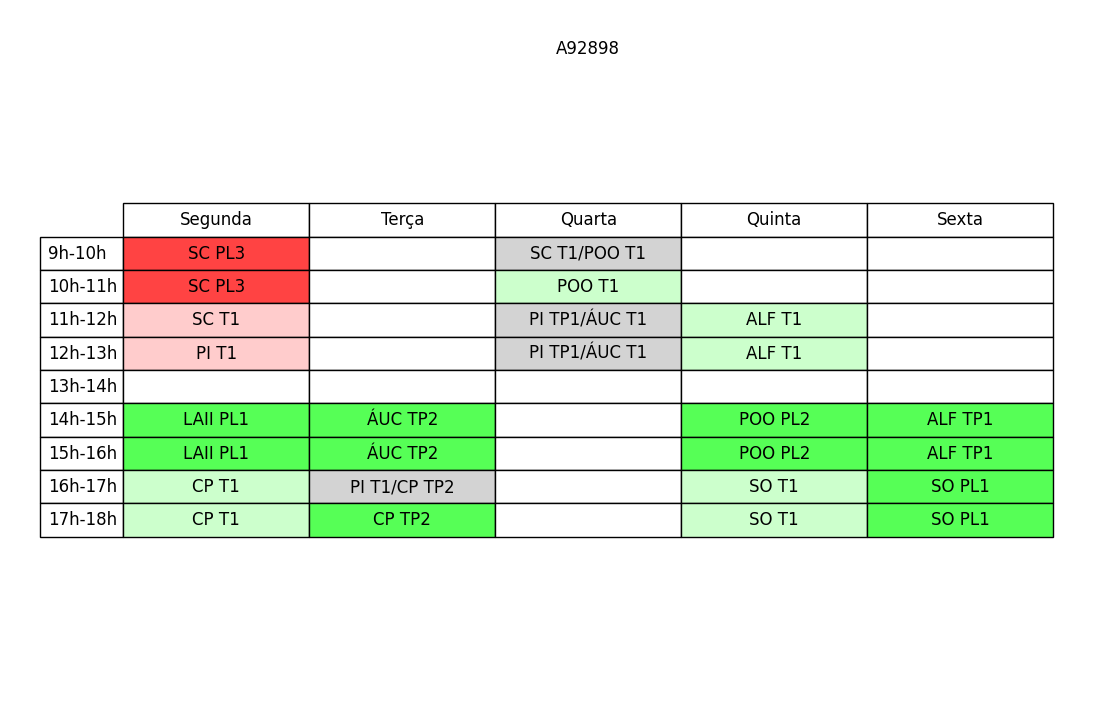 A92898
Segunda Terça Quarta Quinta Sexta
9h-10h SC PL3 SC T1/POO T1
10h-11h SC PL3 POO T1
11h-12h SC T1 PI TP1/ÁUC T1 ALF T1
12h-13h PI T1 PI TP1/ÁUC T1 ALF T1
13h-14h
14h-15h LAII PL1 ÁUC TP2 POO PL2 ALF TP1
15h-16h LAII PL1 ÁUC TP2 POO PL2 ALF TP1
16h-17h CP T1 PI T1/CP TP2 SO T1 SO PL1
17h-18h CP T1 CP TP2 SO T1 SO PL1